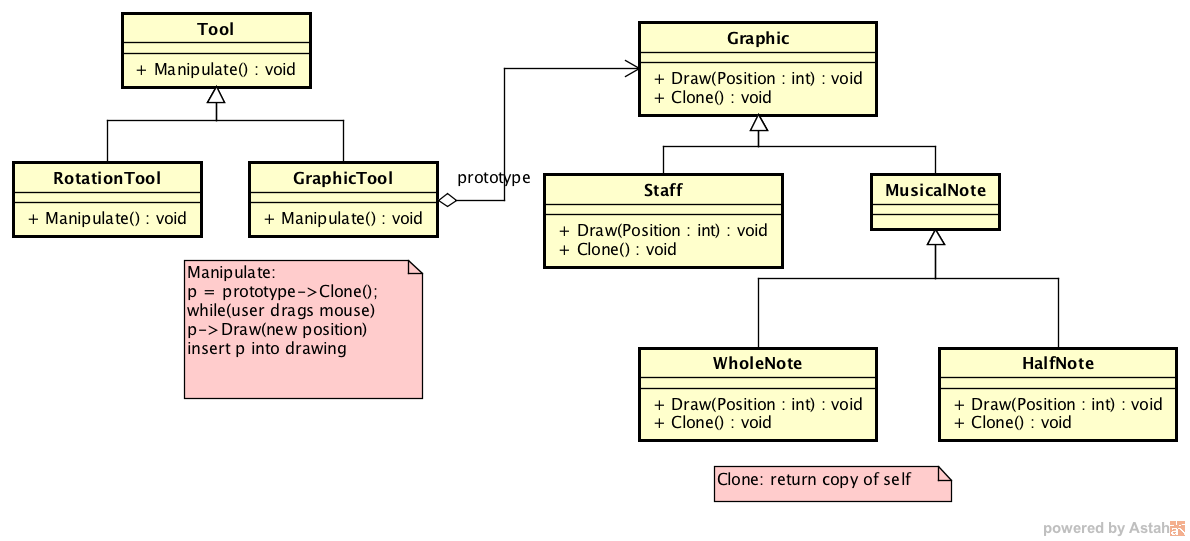 Tool
+ Manipulate() : void
Graphic
+ Draw(Position : int) : void
+ Clone() : void
RotationTool
+ Manipulate() : void
GraphicTool
+ Manipulate() : void
prototype
Staff
+ Draw(Position : int) : void
+ Clone() : void
MusicalNote
Manipulate:
p = prototype->Clone();
while(user drags mouse)
p->Draw(new position)
insert p into drawing
WholeNote
+ Draw(Position : int) : void
+ Clone() : void
HalfNote
+ Draw(Position : int) : void
+ Clone() : void
Clone: return copy of self
powered by Astah